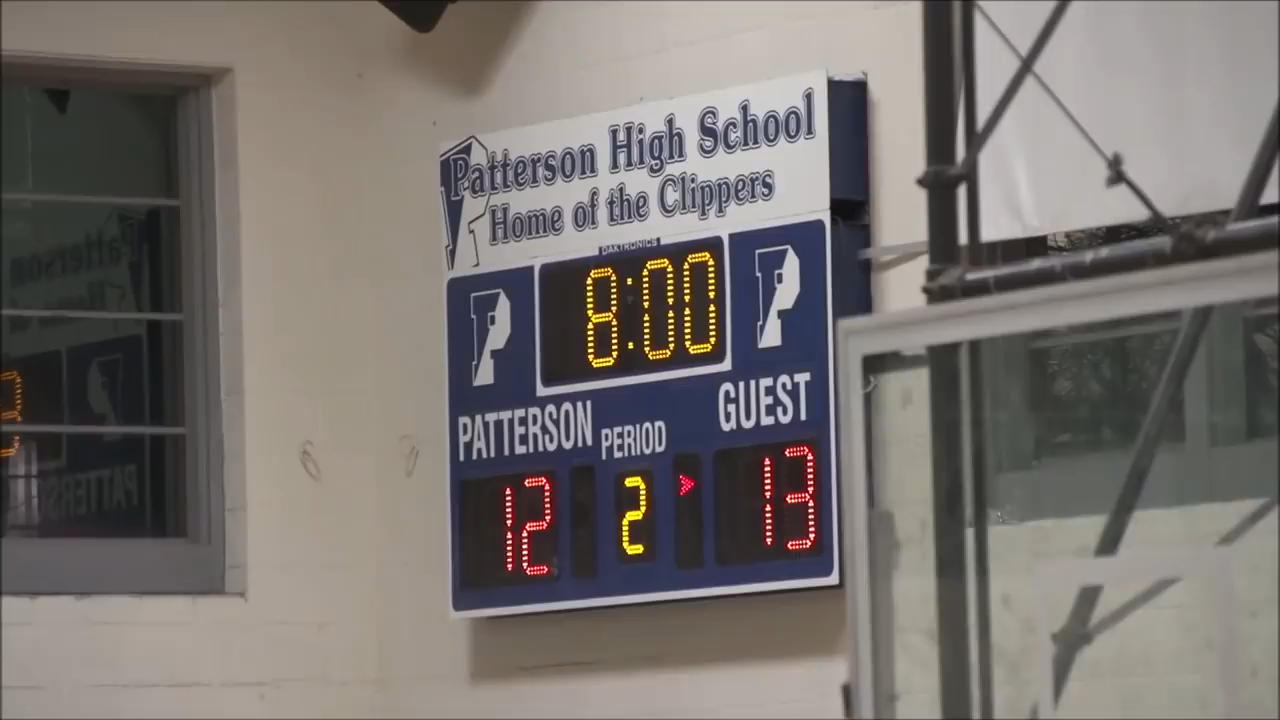 Patterson High School
Home of the Clippers
DAKTRONICS
P 8:00 P
PATTERSON PERIOD GUEST
12 2 13